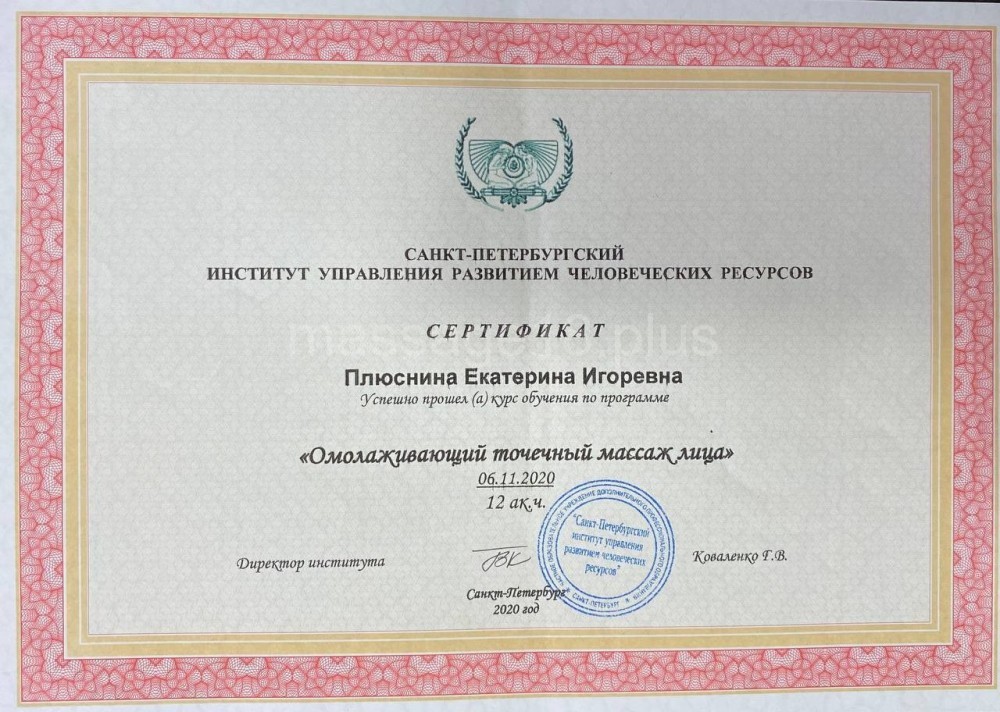 САНКТ-ПЕТЕРБУРГСКИЙ
ИНСТИТУТ УПРАВЛЕНИЯ РАЗВИТИЕМ ЧЕЛОВЕЧЕСКИХ РЕСУРСОВ
СЕРТИФИКАТ
Плюснина Екатерина Игоревна
Успешно прошел (а) курс обучения по программе
«Омолаживающий точечный массаж лица»
06.11.2020
12 ак.ч.
Директор института
Коваленко Г.В.
"Санкт-Петербургский
институт управления
развитием человеческих
ресурсов"
САНКТ-ПЕТЕРБУРГ
Санкт-Петербург
2020 год